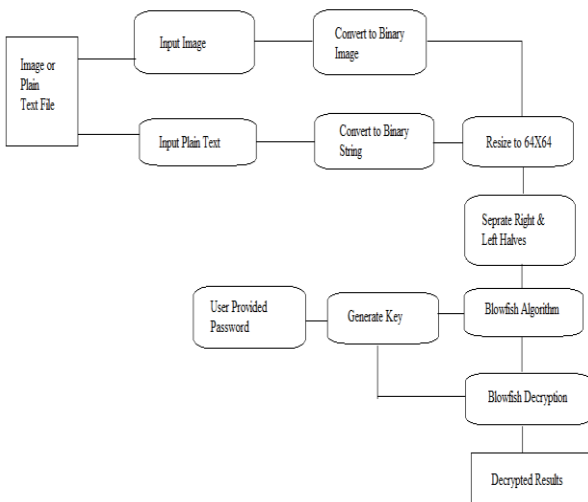 Image or
Plain
Text File
Input Image
Convert to Binary
Image
Input Plain Text
Convert to Binary
String
Resize to 64X64
Seprate Right &
Left Halves
User Provided
Password
Generate Key
Blowfish Algorithm
Blowfish Decryption
Decrypted Results